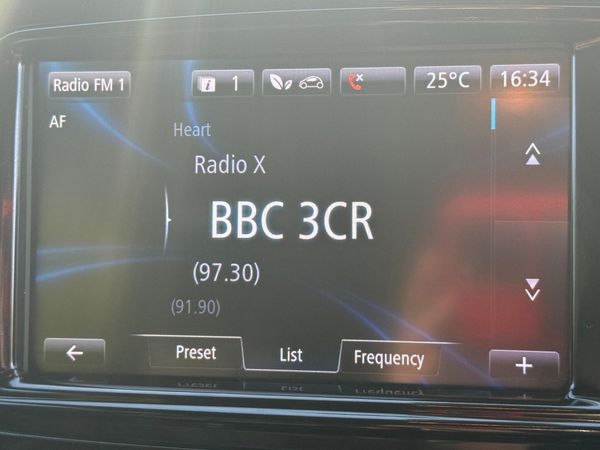 Radio FM 1
1
25°C
16:34
AF
Heart
Radio X
BBC 3CR
(97.30)
(91.90)
Preset
List
Frequency
+